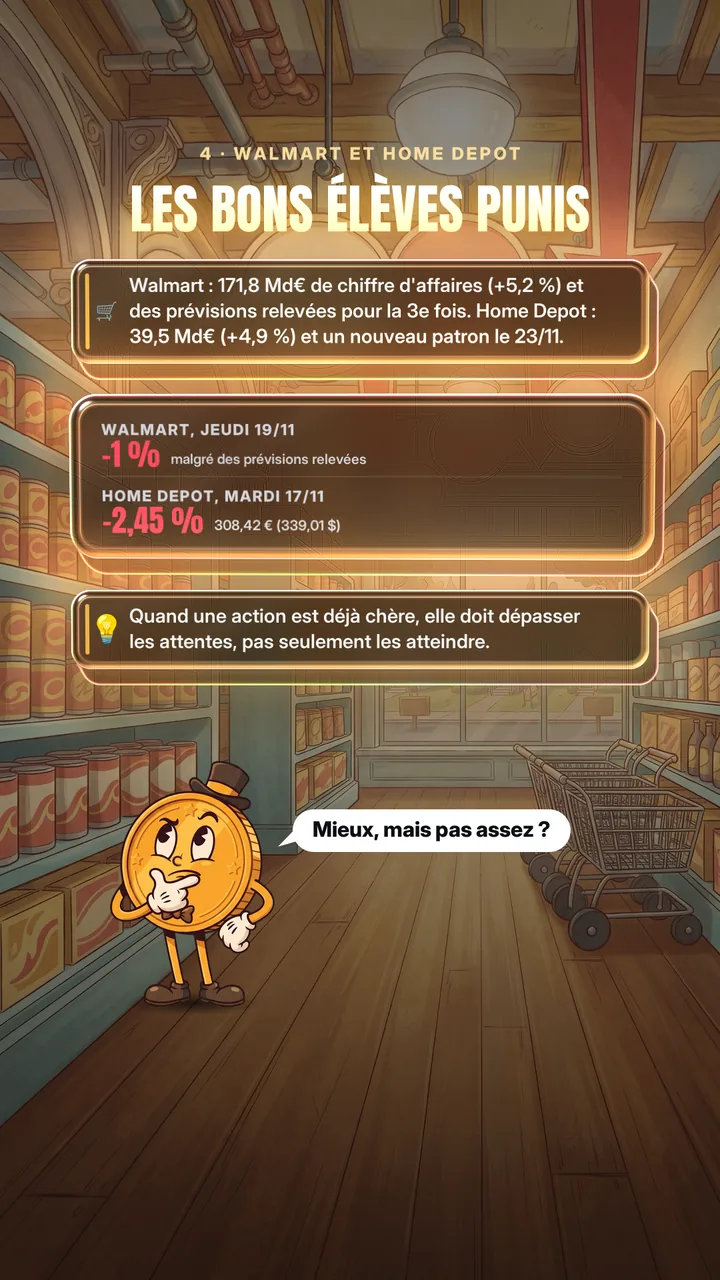 4 · WALMART ET HOME DEPOT
LES BONS ÉLÈVES PUNIS
Walmart : 171,8 Md€ de chiffre d'affaires (+5,2 %) et
des prévisions relevées pour la 3e fois. Home Depot :
39,5 Md€ (+4,9 %) et un nouveau patron le 23/11.
WALMART, JEUDI 19/11
-1 % malgré des prévisions relevées
HOME DEPOT, MARDI 17/11
-2,45 % 308,42 € (339,01 $)
Quand une action est déjà chère, elle doit dépasser
les attentes, pas seulement les atteindre.
Mieux, mais pas assez ?